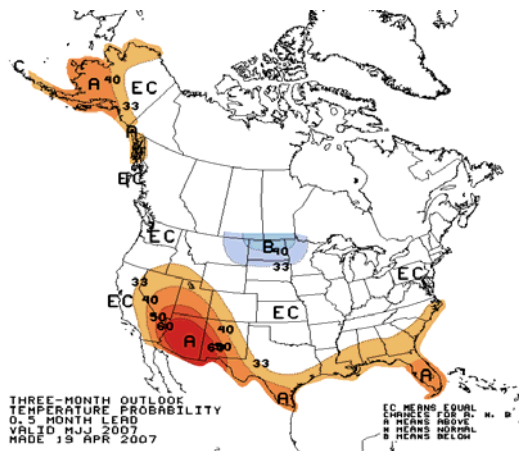 C
A 40
EC
33
A
EC
EC
B 40
33
EC
33
EC 40
50
60
A
40
60 50
EC
33
A
A
THREE-MONTH OUTLOOK
TEMPERATURE PROBABILITY
0.5 MONTH LEAD
VALID MJJ 2007
MADE 19 APR 2007
EC MEANS EQUAL
CHANCES FOR A, N, B
A MEANS ABOVE
N MEANS NORMAL
B MEANS BELOW